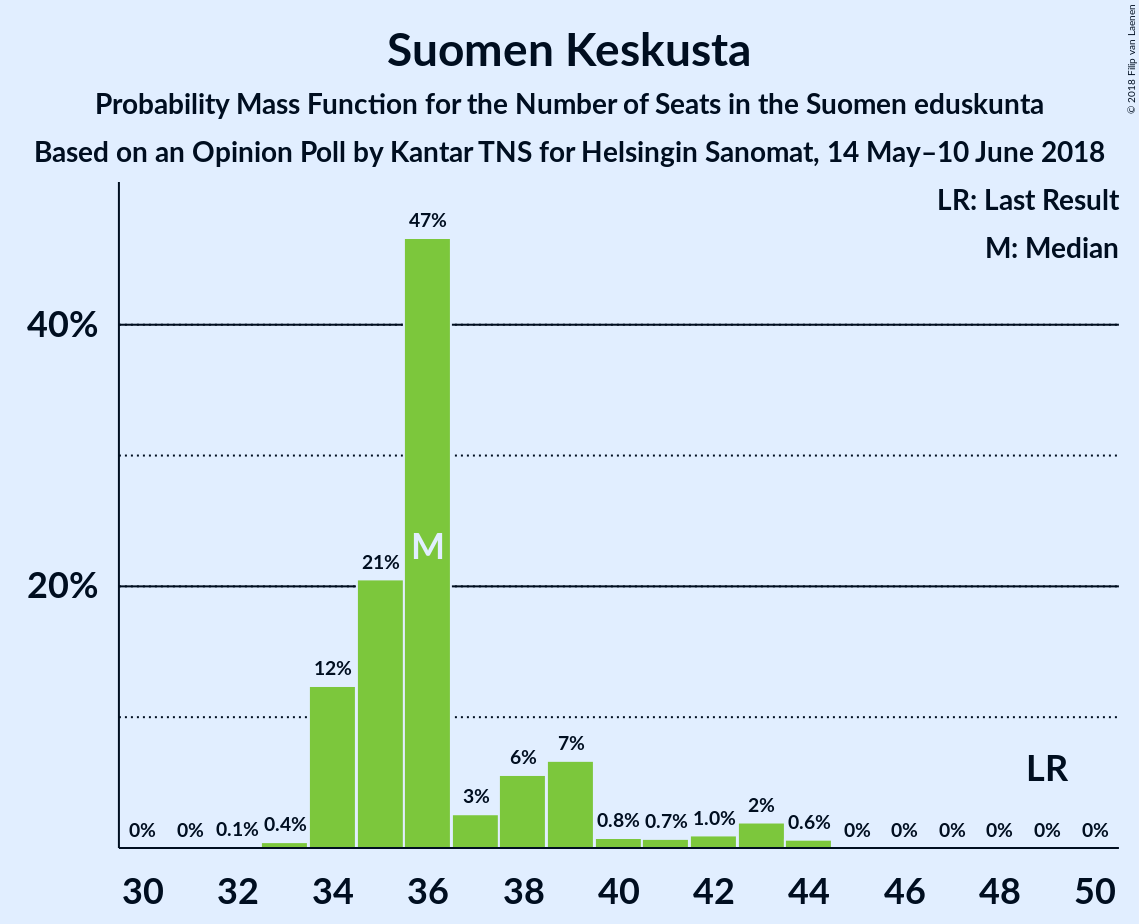 Suomen Keskusta
Probability Mass Function for the Number of Seats in the Suomen eduskunta
Based on an Opinion Poll by Kantar TNS for Helsingin Sanomat, 14 May–10 June 2018
© 2018 Filip van Laenen
LR: Last Result
M: Median
47%
40%
M
21%
20%
12%
7%
6%
LR
3%
2%
0% 0% 0.1% 0.4% 0.8% 0.7% 1.0% 0.6% 0% 0% 0% 0% 0% 0%
30 32 34 36 38 40 42 44 46 48 50